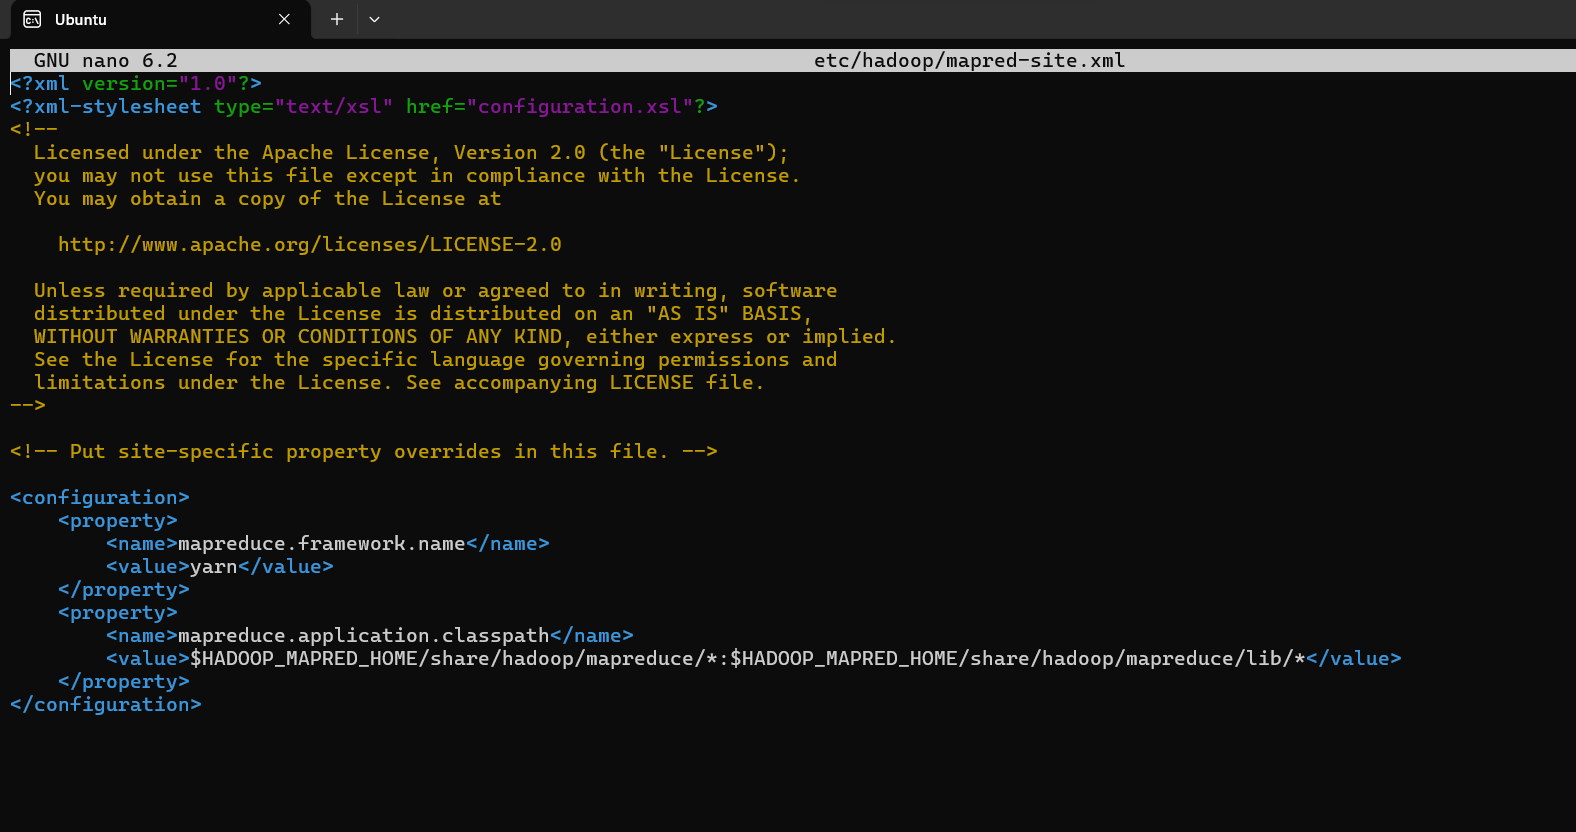 Ubuntu
GNU nano 6.2 etc/hadoop/mapred-site.xml
<?xml version="1.0"?>
<?xml-stylesheet type="text/xsl" href="configuration.xsl"?>
<!--
  Licensed under the Apache License, Version 2.0 (the "License");
  you may not use this file except in compliance with the License.
  You may obtain a copy of the License at

    http://www.apache.org/licenses/LICENSE-2.0

  Unless required by applicable law or agreed to in writing, software
  distributed under the License is distributed on an "AS IS" BASIS,
  WITHOUT WARRANTIES OR CONDITIONS OF ANY KIND, either express or implied.
  See the License for the specific language governing permissions and
  limitations under the License. See accompanying LICENSE file.
-->

<!-- Put site-specific property overrides in this file. -->

<configuration>
    <property>
        <name>mapreduce.framework.name</name>
        <value>yarn</value>
    </property>
    <property>
        <name>mapreduce.application.classpath</name>
        <value>$HADOOP_MAPRED_HOME/share/hadoop/mapreduce/*:$HADOOP_MAPRED_HOME/share/hadoop/mapreduce/lib/*</value>
    </property>
</configuration>